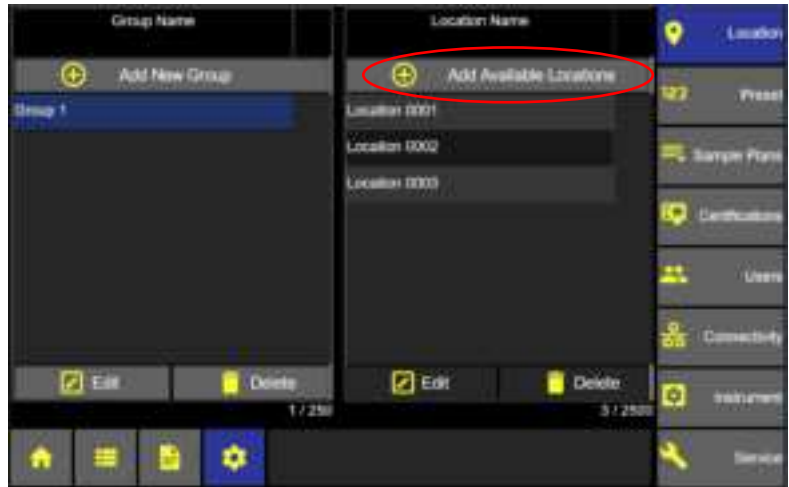 Group Name
Location Name
Add New Group
Add Available Locations
Group 1
Location 0001
Location 0002
Location 0003
Edit
Delete
Edit
Delete
1 / 250
3 / 2500
Location
123
Preset
Sample Plans
Certifications
Users
Connectivity
Instrument
Service